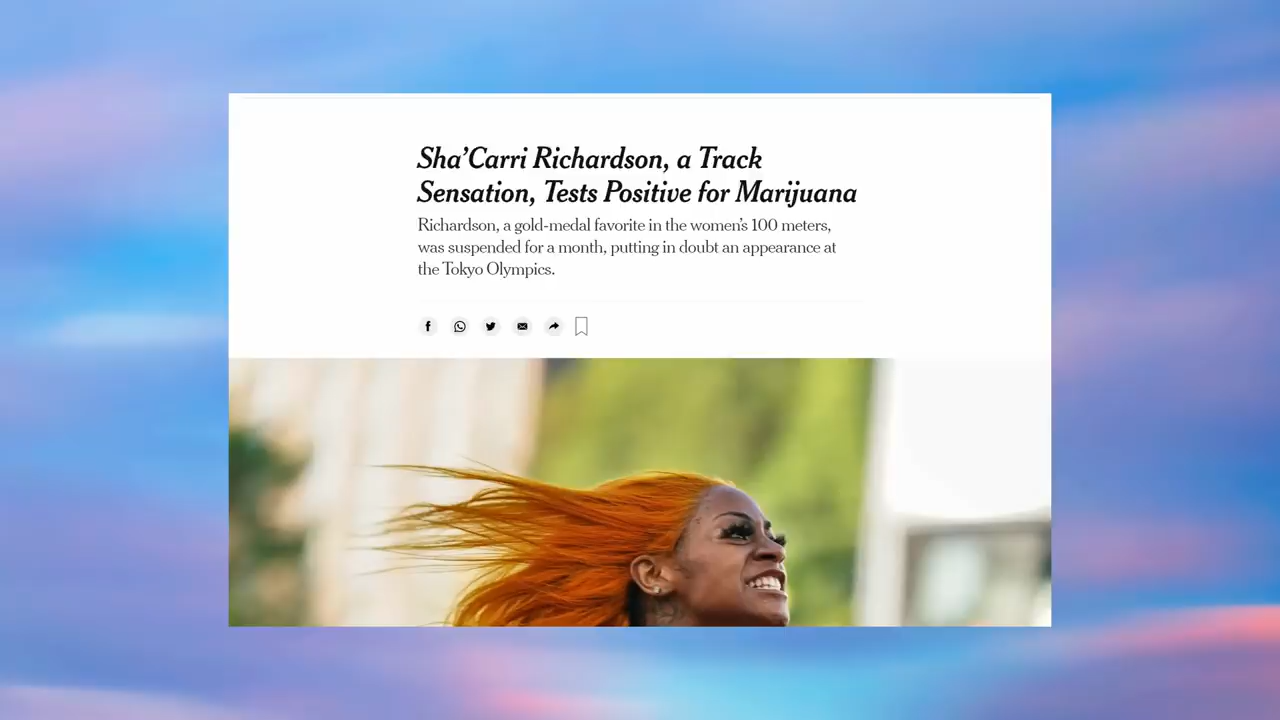 Sha’Carri Richardson, a Track
Sensation, Tests Positive for Marijuana
Richardson, a gold-medal favorite in the women’s 100 meters,
was suspended for a month, putting in doubt an appearance at
the Tokyo Olympics.